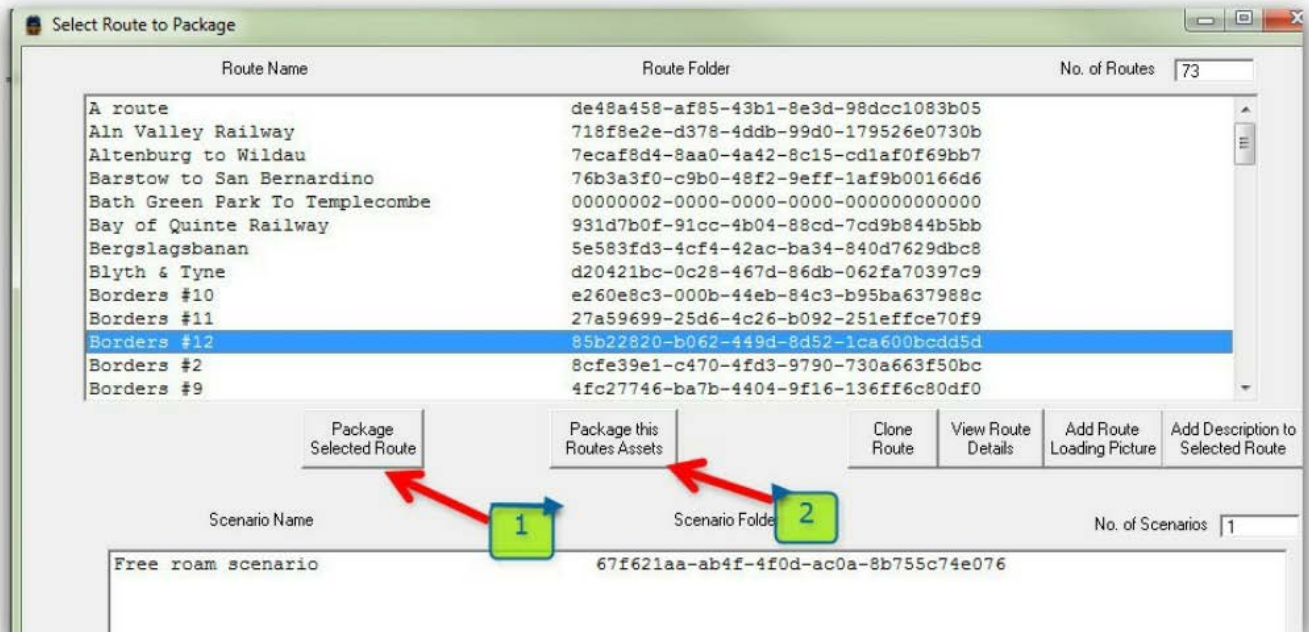 Select Route to Package
Route Name Route Folder No. of Routes 73
A route de48a458-af85-43b1-8e3d-98dcc1083b05
Aln Valley Railway 718f8e2e-d378-4ddb-99d0-179526e0730b
Altenburg to Wildau 7ecaf8d4-8aa0-4a42-8c15-cd1af0f69bb7
Barstow to San Bernardino 76b3a3f0-c9b0-48f2-9eff-1af9b00166d6
Bath Green Park To Templecombe 00000002-0000-0000-0000-000000000000
Bay of Quinte Railway 931d7b0f-91cc-4b04-88cd-7cd9b844b5bb
Bergslagsbanan 5e583fd3-4cf4-42ac-ba34-840d7629dbc8
Blyth & Tyne d20421bc-0c28-467d-86db-062fa70397c9
Borders #10 e260e8c3-000b-44eb-84c3-b95ba637988c
Borders #11 27a59699-25d6-4c26-b092-251effce70f9
Borders #12 85b22820-b062-449d-8d52-1ca600bcdd5d
Borders #2 8cfe39e1-c470-4fd3-9790-730a663f50bc
Borders #9 4fc27746-ba7b-4404-9f16-136ff6c80df0
Package Package this Clone View Route Add Route Add Description to
Selected Route Routes Assets Route Details Loading Picture Selected Route
1 2
Scenario Name Scenario Folde No. of Scenarios 1
Free roam scenario 67f621aa-ab4f-4f0d-ac0a-8b755c74e076